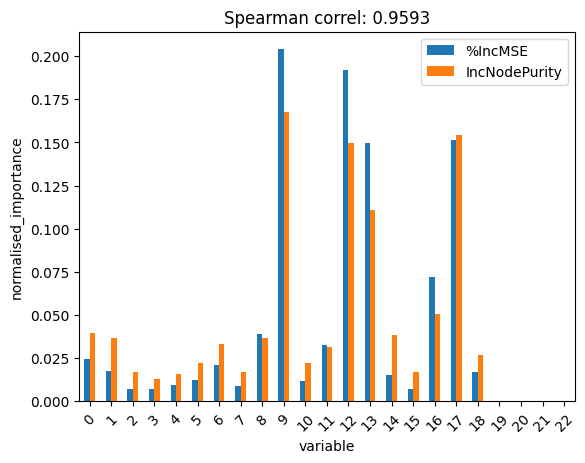 Spearman correl: 0.9593
%IncMSE
IncNodePurity
normalised_importance
0.200
0.175
0.150
0.125
0.100
0.075
0.050
0.025
0.000
0 1 2 3 4 5 6 7 8 9 10 11 12 13 14 15 16 17 18 19 20 21 22
variable